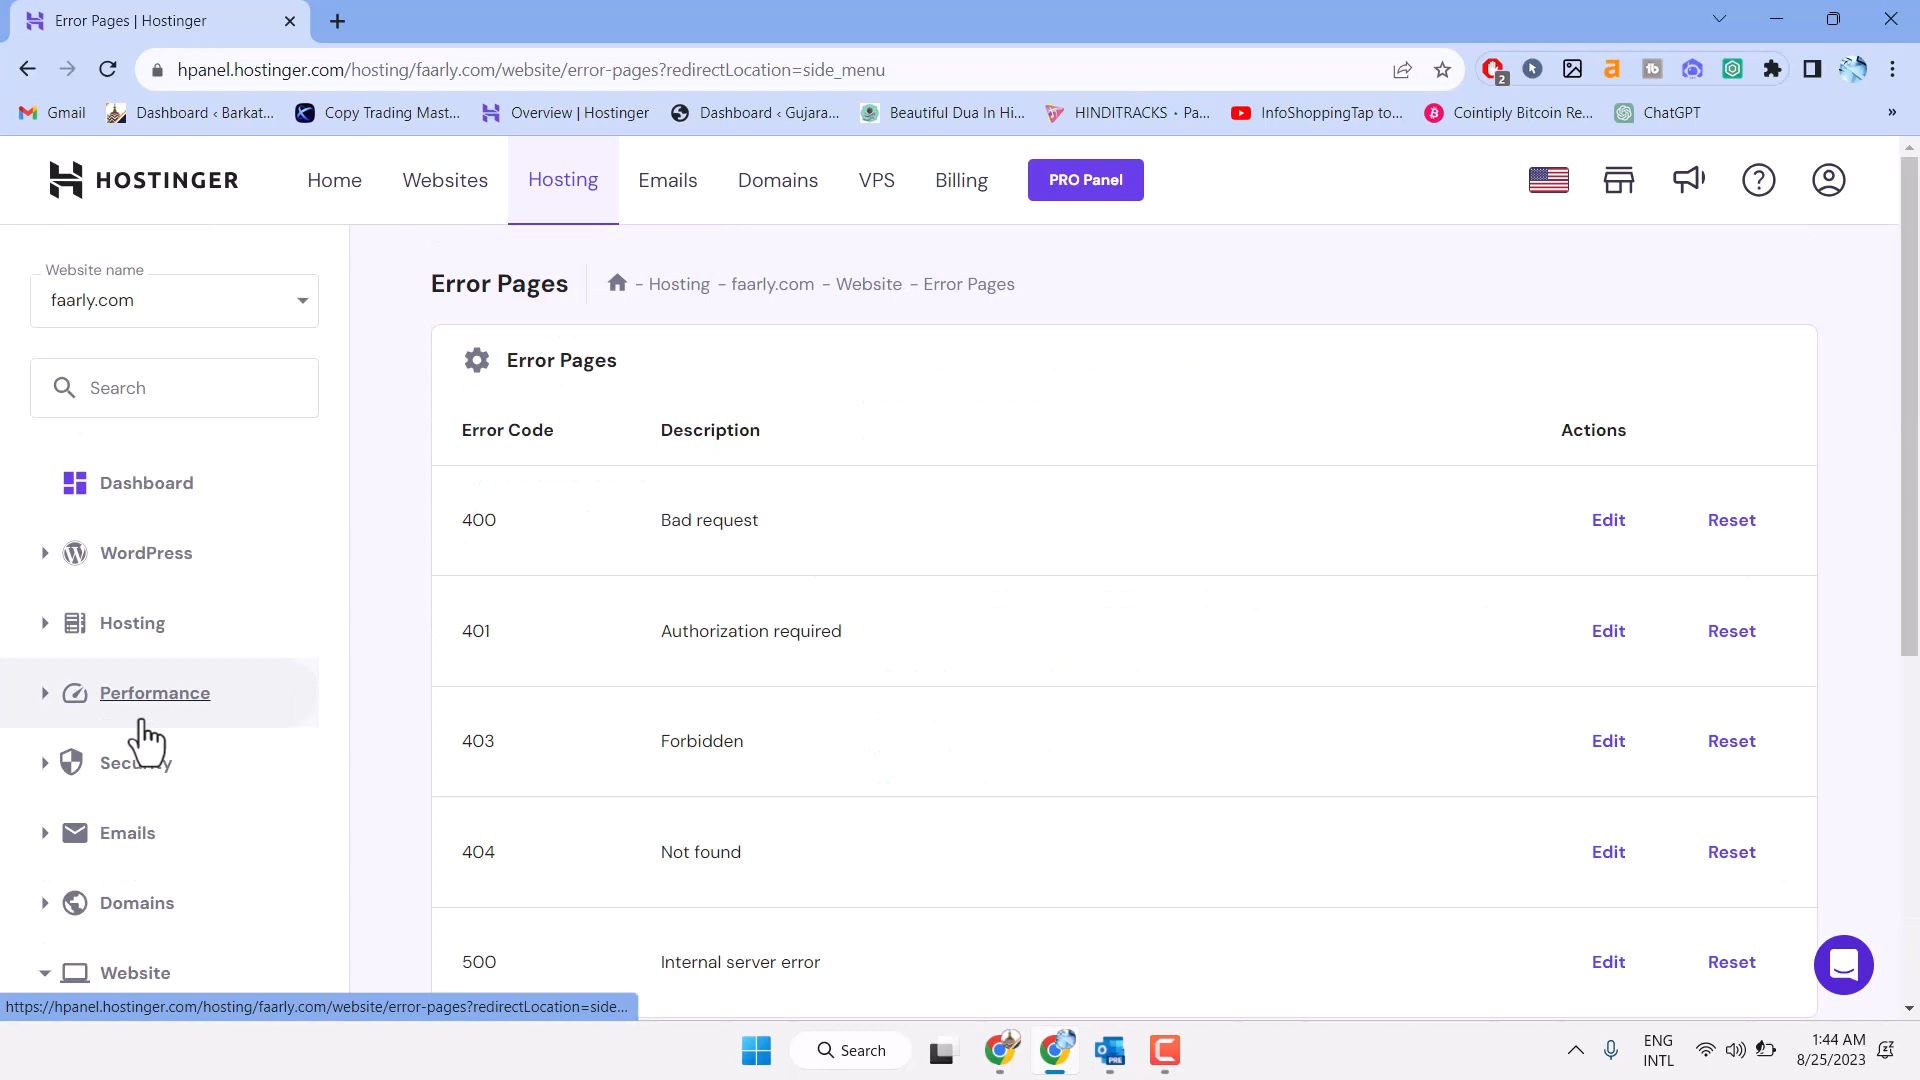 Error Pages | Hostinger
hpanel.hostinger.com/hosting/faarly.com/website/error-pages?redirectLocation=side_menu
2
Gmail
Dashboard ‹ Barkat...
Copy Trading Mast...
Overview | Hostinger
Dashboard ‹ Gujara...
Beautiful Dua In Hi...
HINDITRACKS • Pa...
InfoShoppingTap to...
Cointiply Bitcoin Re...
ChatGPT
»
HOSTINGER
Home
Websites
Hosting
Emails
Domains
VPS
Billing
PRO Panel
Website name
faarly.com
Search
Dashboard
WordPress
Hosting
Performance
Security
Emails
Domains
Website
Error Pages
- Hosting - faarly.com - Website - Error Pages
Error Pages
Error Code Description Actions
400 Bad request Edit Reset
401 Authorization required Edit Reset
403 Forbidden Edit Reset
404 Not found Edit Reset
500 Internal server error Edit Reset
https://hpanel.hostinger.com/hosting/faarly.com/website/error-pages?redirectLocation=side...
Search
PRE
ENG
INTL
1:44 AM
8/25/2023